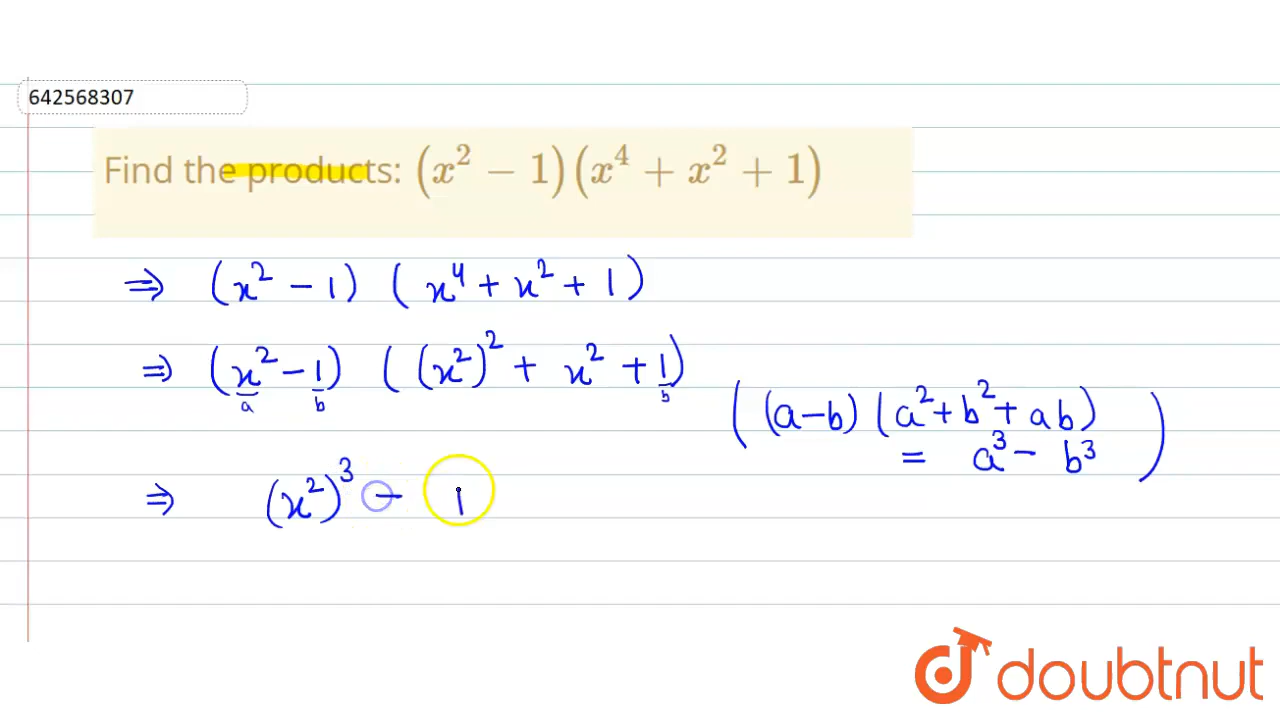 642568307
Find the products: (x² − 1)(x⁴ + x² + 1)
⇒ (x² − 1) (x⁴ + x² + 1)
⇒ (x² − 1) ((x²)² + x² + 1)
a b b
((a−b) (a² + b² + ab)
= a³ − b³)
⇒ (x²)³ − 1
doubtnut